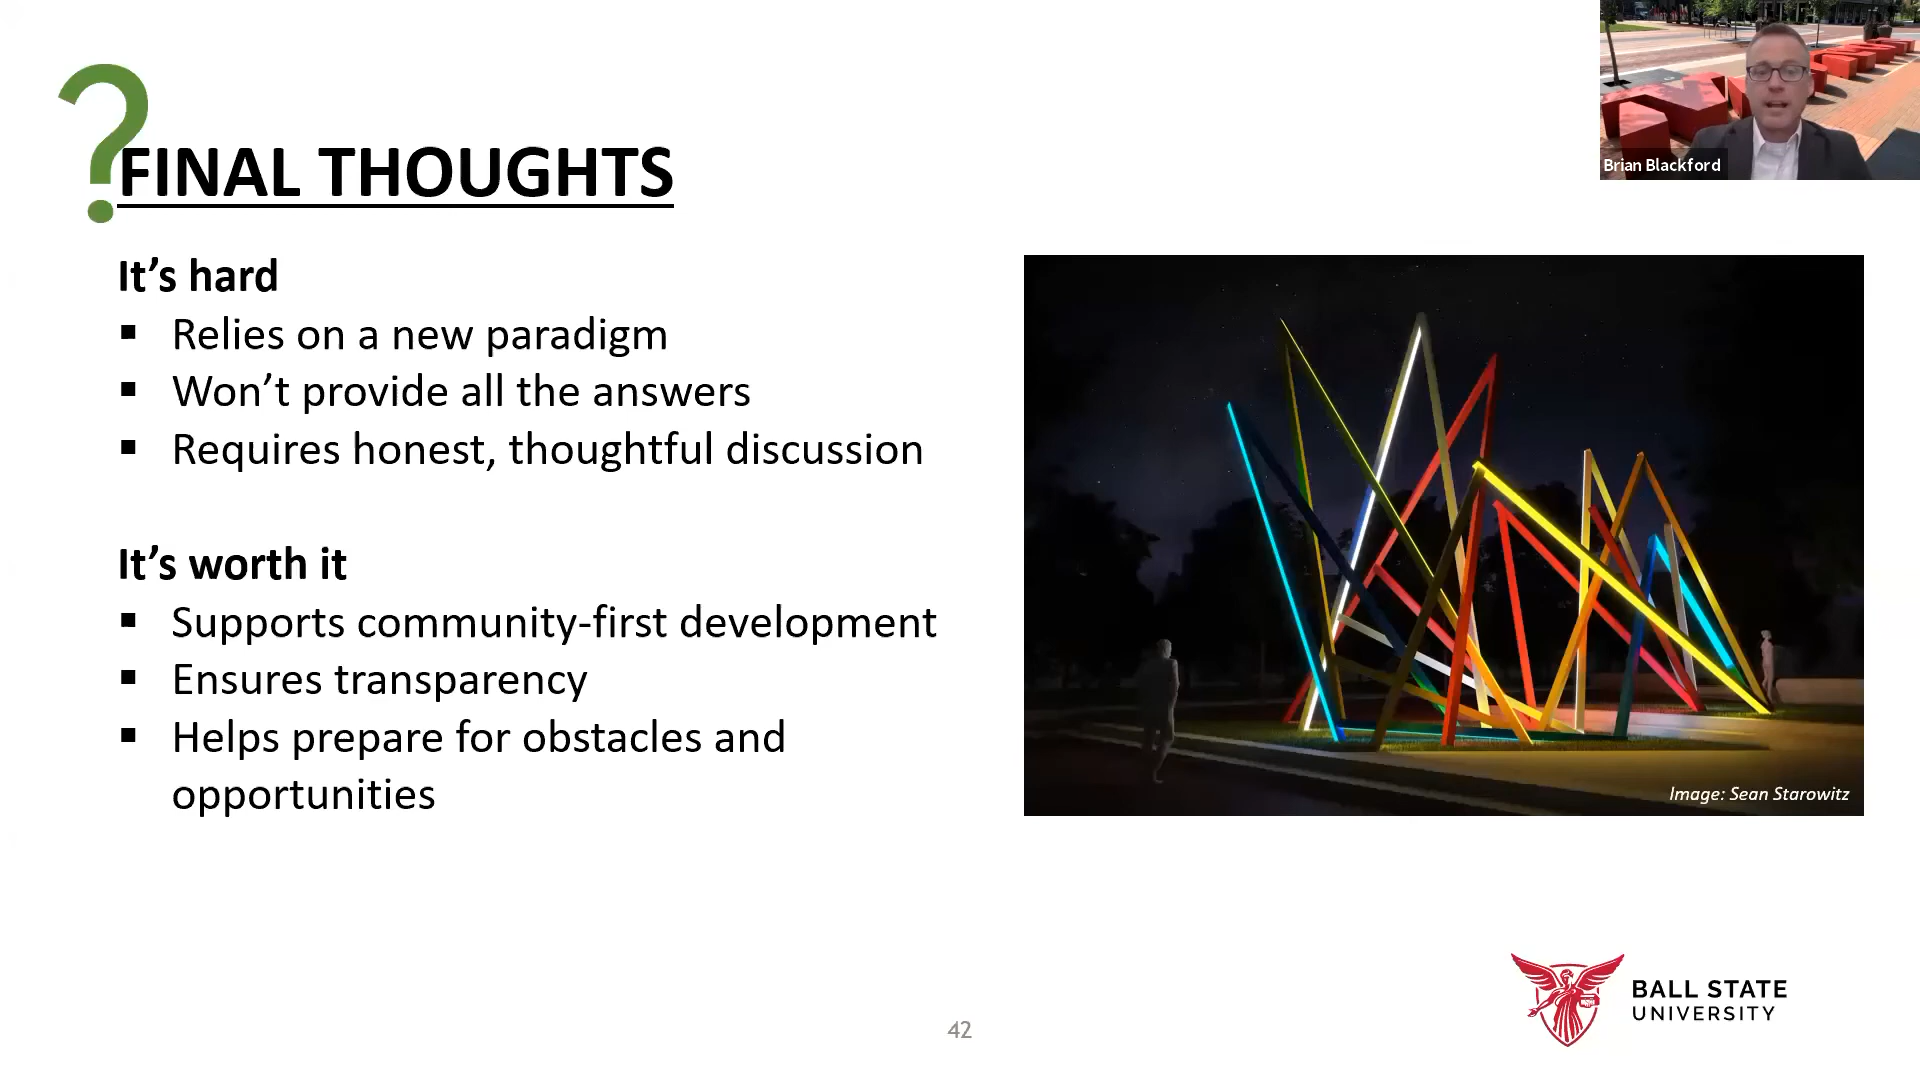 ?
FINAL THOUGHTS
It’s hard
▪ Relies on a new paradigm
▪ Won’t provide all the answers
▪ Requires honest, thoughtful discussion
It’s worth it
▪ Supports community-first development
▪ Ensures transparency
▪ Helps prepare for obstacles and
opportunities
Brian Blackford
Image: Sean Starowitz
BALL STATE
UNIVERSITY
42